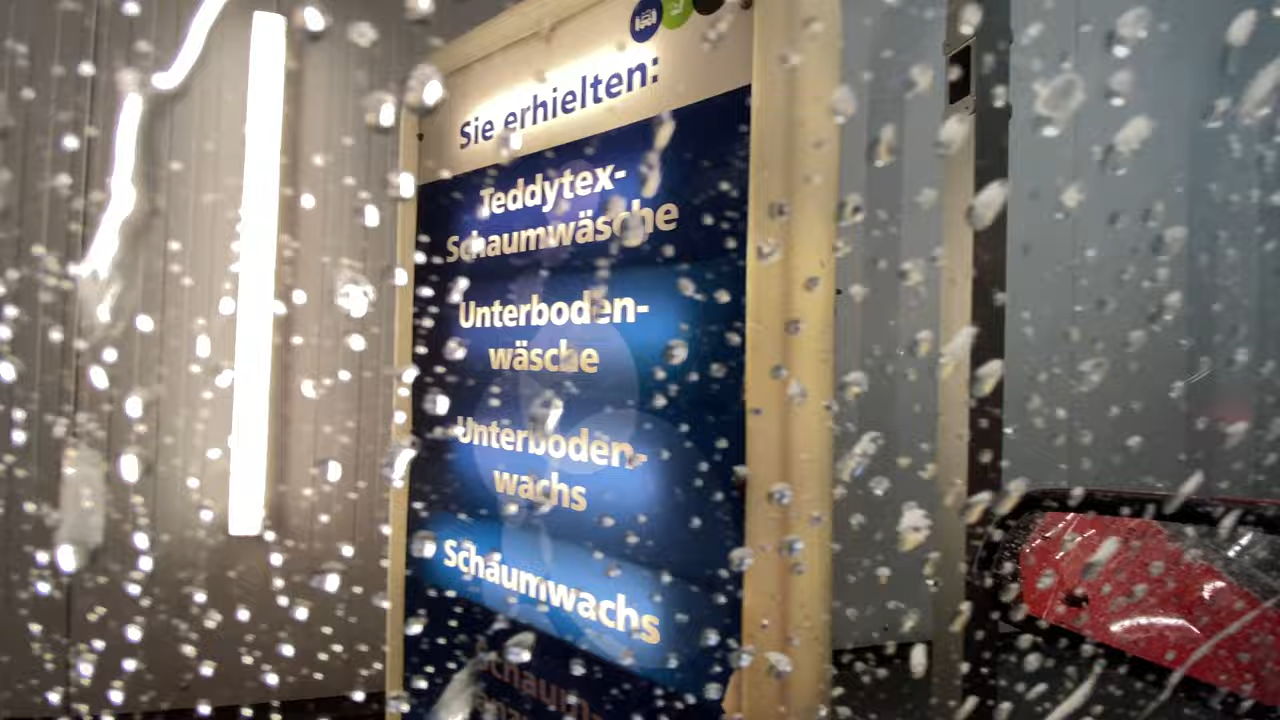 Sie erhielten:
Teddytex-
Schaumwäsche
Unterboden-
wäsche
Unterboden-
wachs
Schaumwachs